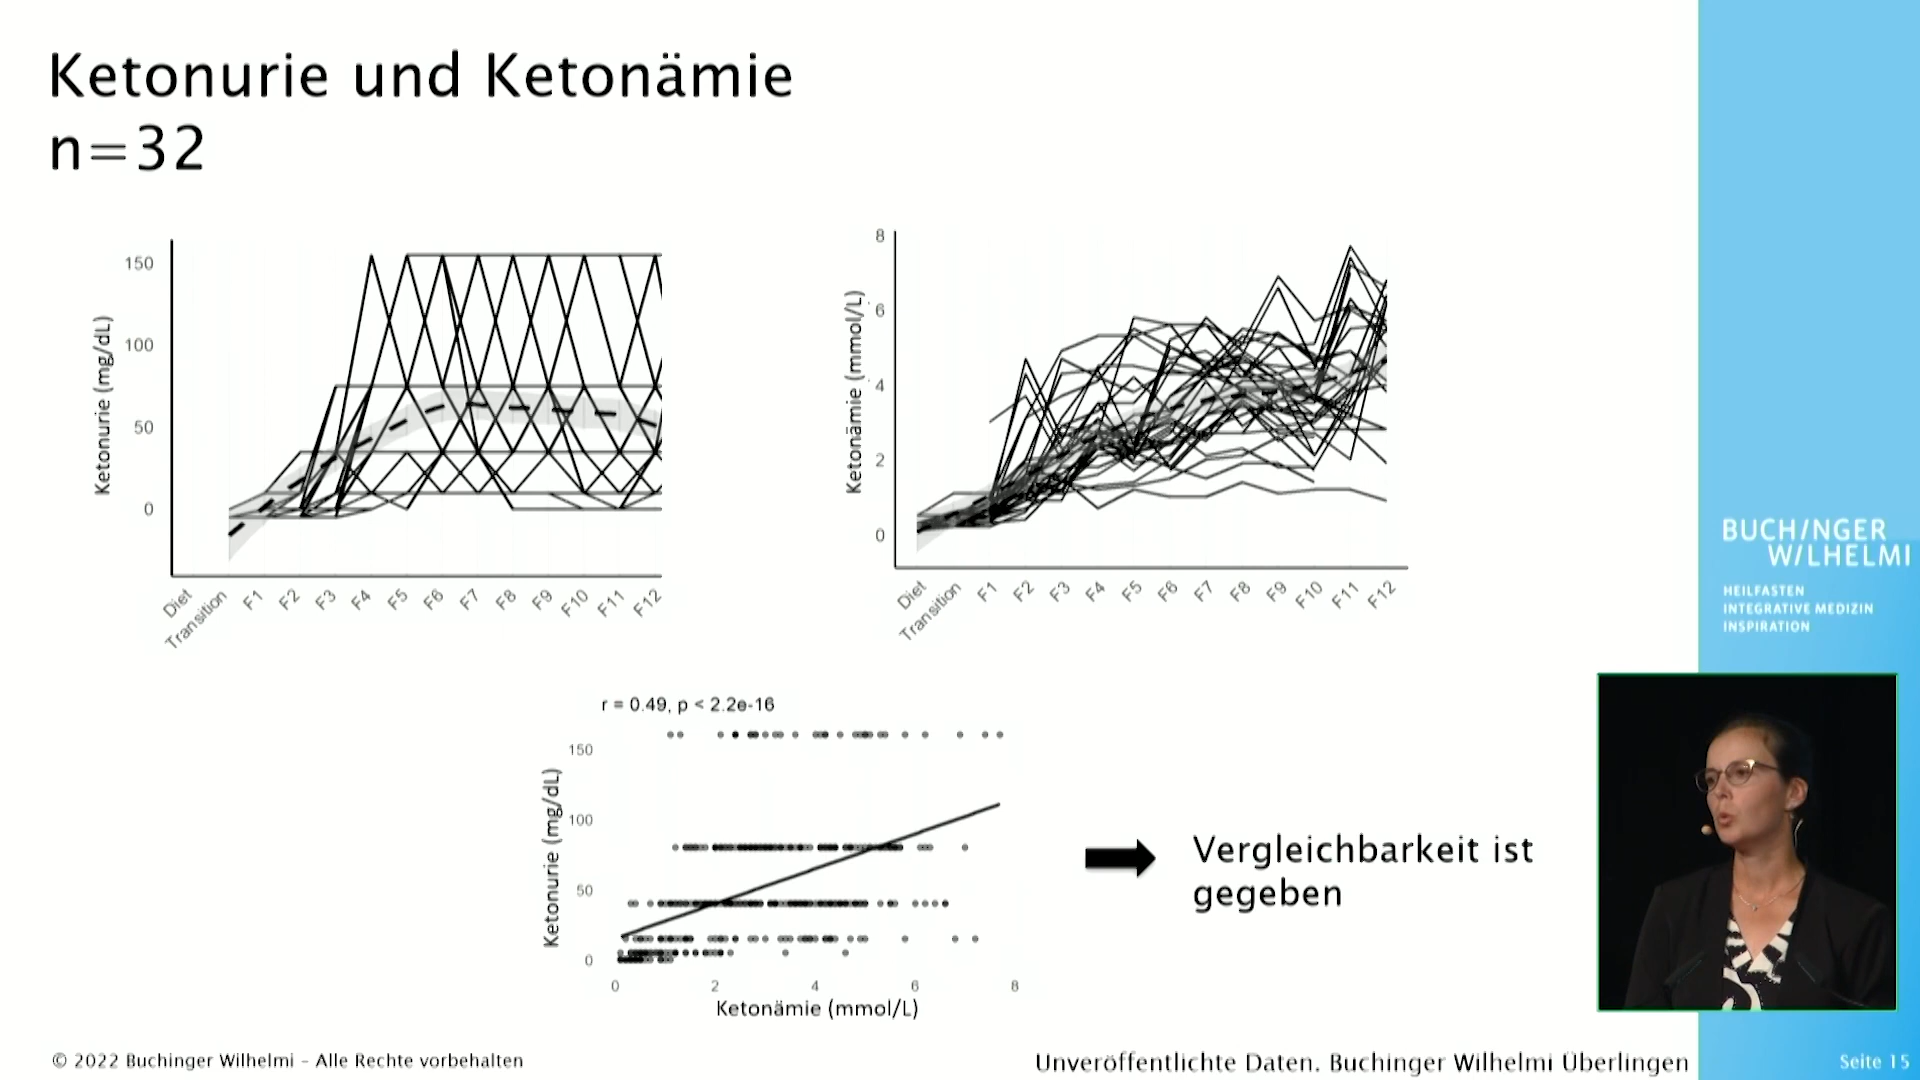 Ketonurie und Ketonämie
n=32
150
100
50
0
Ketonurie (mg/dL)
Diet
Transition
F1
F2
F3
F4
F5
F6
F7
F8
F9
F10
F11
F12
8
6
4
2
0
Ketonämie (mmol/L)
Diet
Transition
F1
F2
F3
F4
F5
F6
F7
F8
F9
F10
F11
F12
r = 0.49, p < 2.2e-16
150
100
50
0
Ketonurie (mg/dL)
0 2 4 6 8
Ketonämie (mmol/L)
Vergleichbarkeit ist
gegeben
BUCHINGER
WILHELMI
HEILFASTEN
INTEGRATIVE MEDIZIN
INSPIRATION
© 2022 Buchinger Wilhelmi – Alle Rechte vorbehalten
Unveröffentlichte Daten. Buchinger Wilhelmi Überlingen
Seite 15